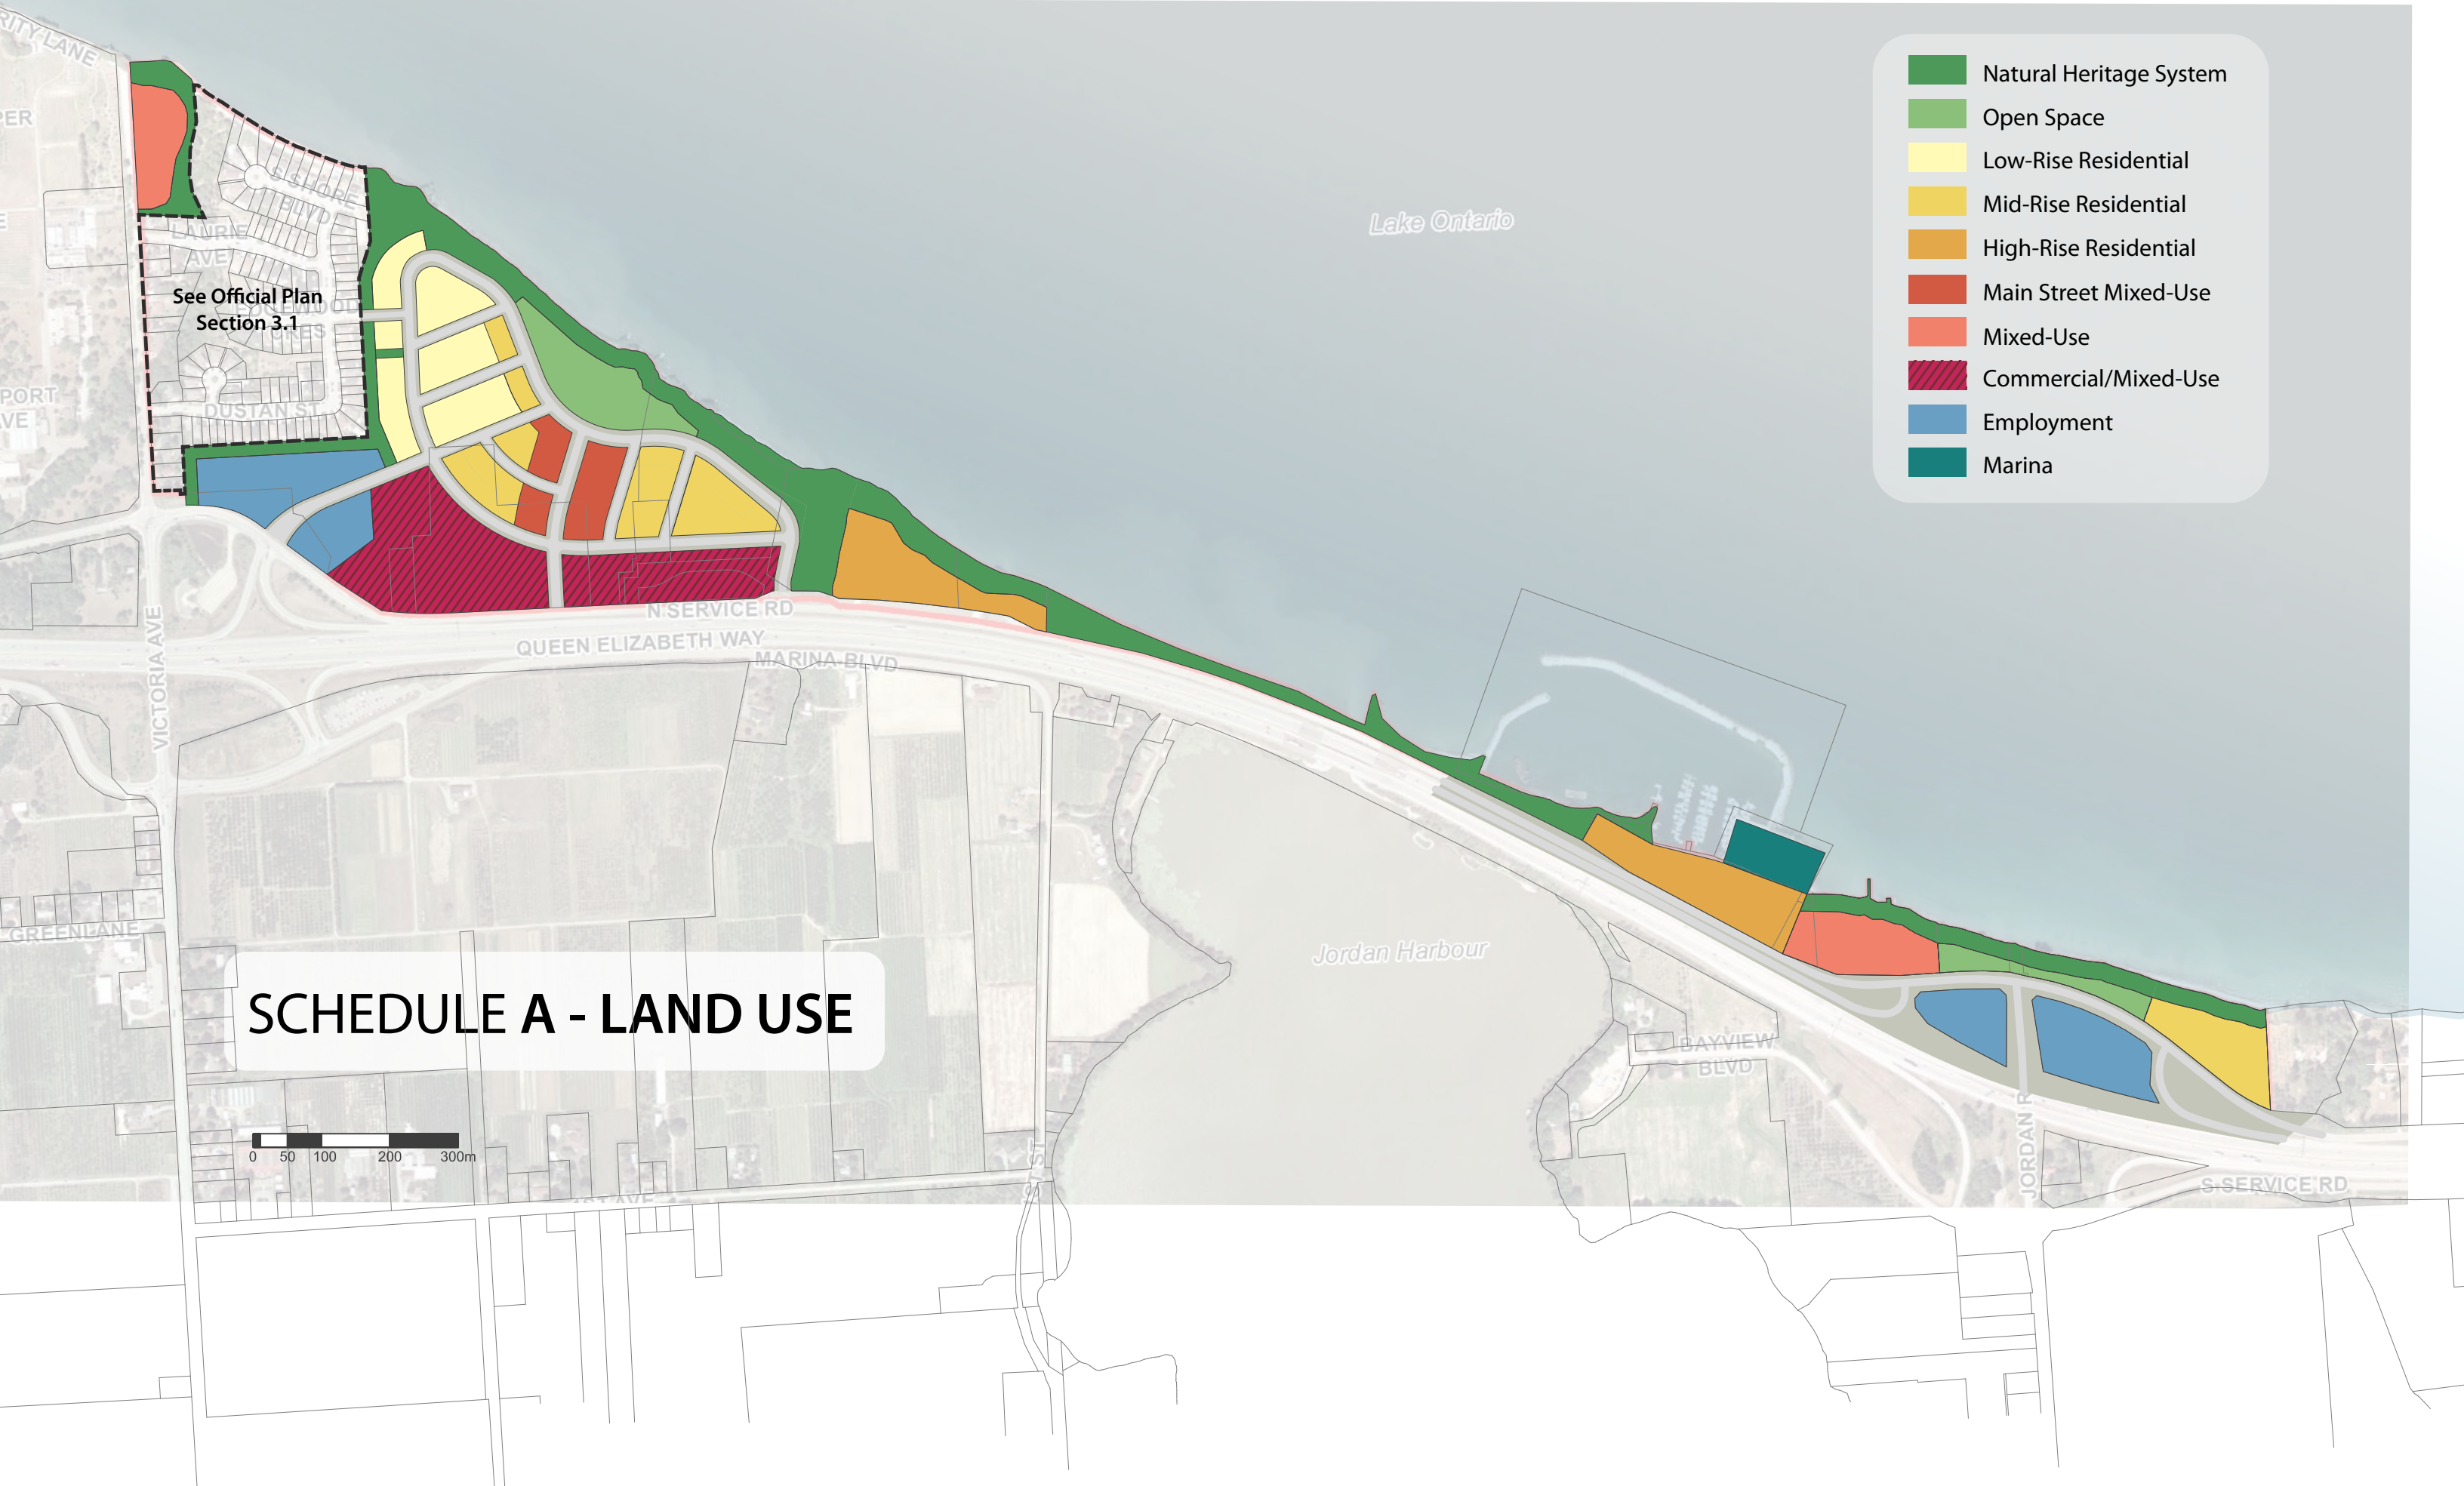 Natural Heritage System
Open Space
Low-Rise Residential
Mid-Rise Residential
High-Rise Residential
Main Street Mixed-Use
Mixed-Use
Commercial/Mixed-Use
Employment
Marina
Lake Ontario
S SHORE
BLVD
LAURIE
AVE
See Official Plan
Section 3.1
DUSTAN ST
VICTORIA AVE
N SERVICE RD
QUEEN ELIZABETH WAY
MARINA BLVD
GREENLANE
Jordan Harbour
SCHEDULE A - LAND USE
BAYVIEW
BLVD
0 50 100 200 300m
JORDAN R
S SERVICE RD